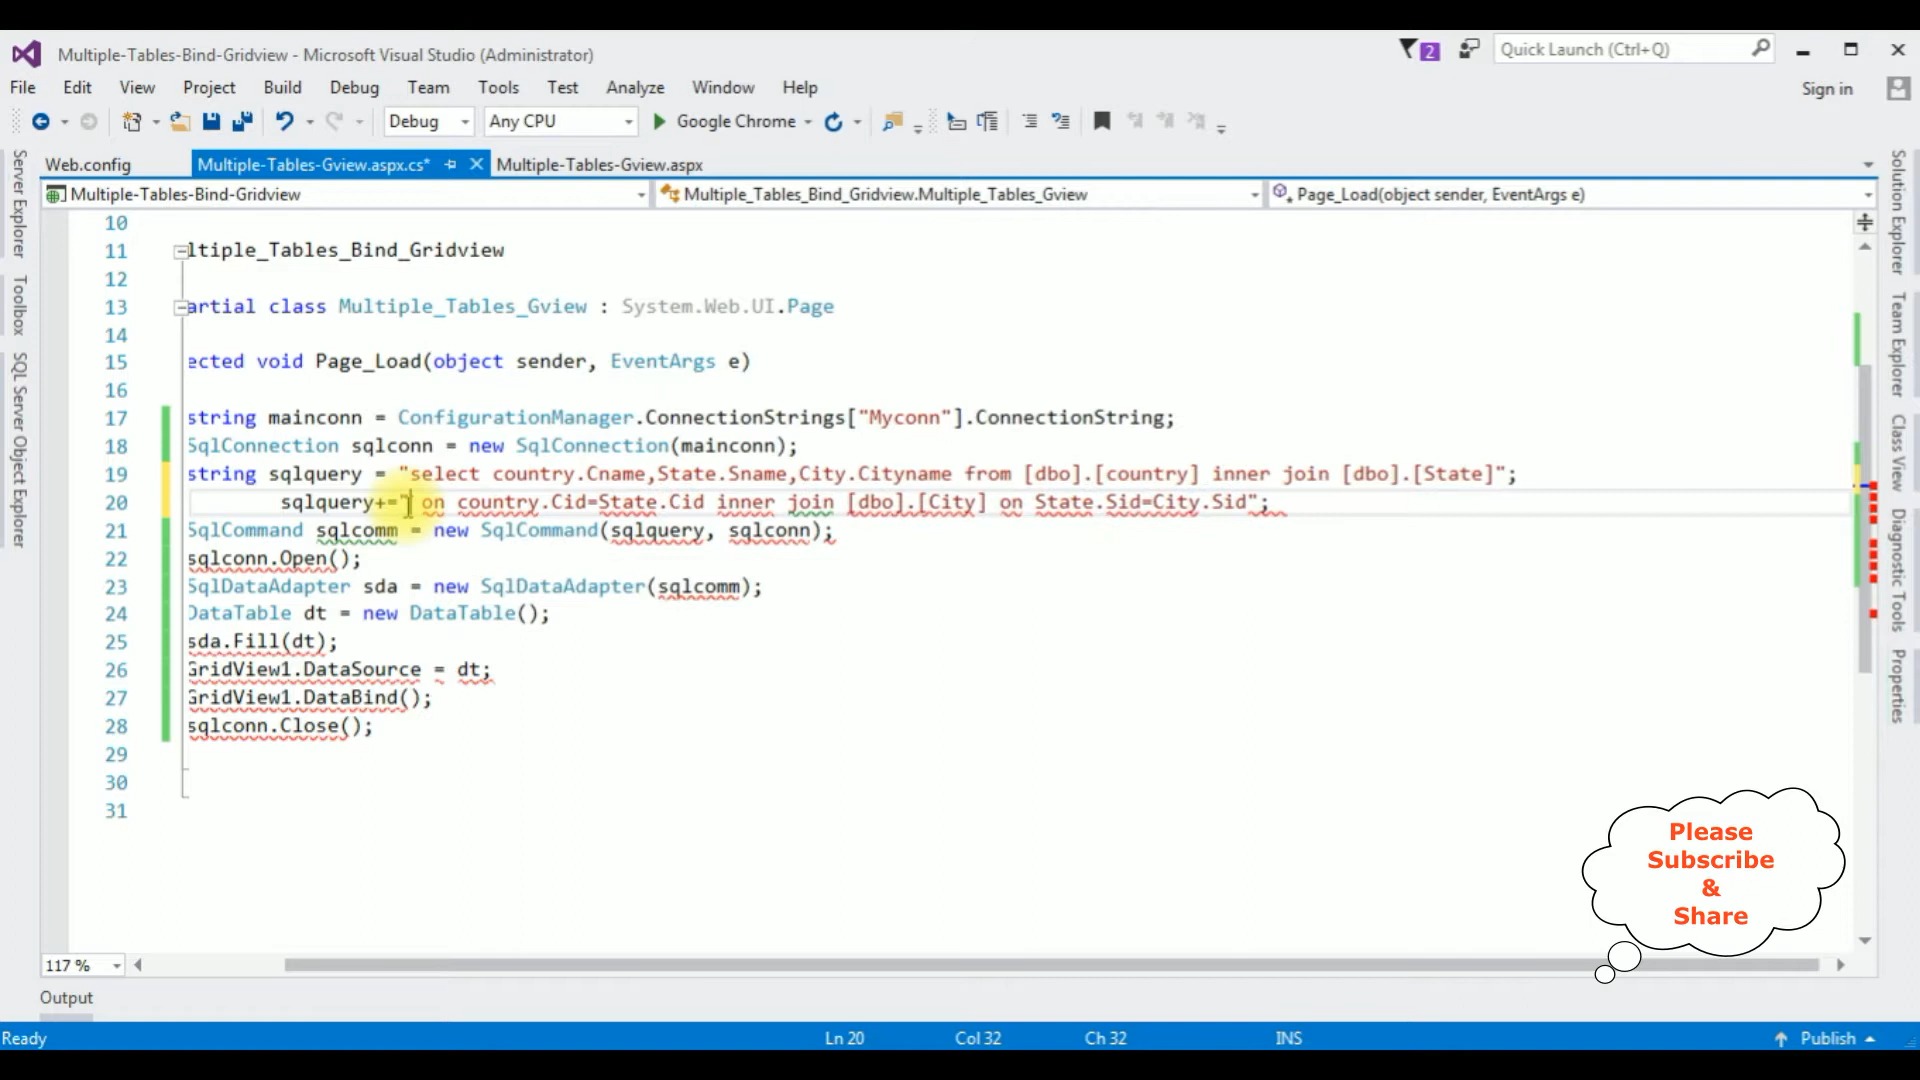 Multiple-Tables-Bind-Gridview - Microsoft Visual Studio (Administrator)
2
Quick Launch (Ctrl+Q)
File Edit View Project Build Debug Team Tools Test Analyze Window Help
Sign in
Debug
Any CPU
Google Chrome
Web.config
Multiple-Tables-Gview.aspx.cs*
Multiple-Tables-Gview.aspx
Multiple-Tables-Bind-Gridview
Multiple_Tables_Bind_Gridview.Multiple_Tables_Gview
Page_Load(object sender, EventArgs e)
Server Explorer
Toolbox
SQL Server Object Explorer
10
11 ltiple_Tables_Bind_Gridview
12
13 artial class Multiple_Tables_Gview : System.Web.UI.Page
14
15 ected void Page_Load(object sender, EventArgs e)
16
17 string mainconn = ConfigurationManager.ConnectionStrings["Myconn"].ConnectionString;
18 SqlConnection sqlconn = new SqlConnection(mainconn);
19 string sqlquery = "select country.Cname,State.Sname,City.Cityname from [dbo].[country] inner join [dbo].[State]";
20 sqlquery+=" on country.Cid=State.Cid inner join [dbo].[City] on State.Sid=City.Sid";
21 SqlCommand sqlcomm = new SqlCommand(sqlquery, sqlconn);
22 sqlconn.Open();
23 SqlDataAdapter sda = new SqlDataAdapter(sqlcomm);
24 DataTable dt = new DataTable();
25 sda.Fill(dt);
26 GridView1.DataSource = dt;
27 GridView1.DataBind();
28 sqlconn.Close();
29
30
31
Solution Explorer
Team Explorer
Class View
Diagnostic Tools
Properties
Please
Subscribe
&
Share
117 %
Output
Ready
Ln 20
Col 32
Ch 32
INS
Publish